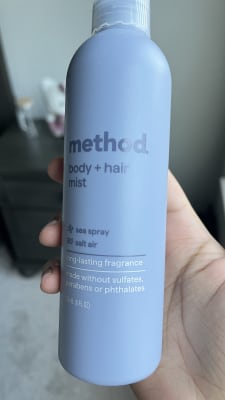 method.
body + hair
mist
sea spray
salt air
long-lasting fragrance
made without sulfates,
parabens or phthalates